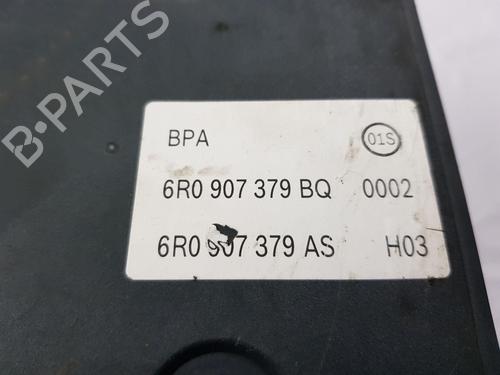 B-PARTS
BPA 01S
6R0 907 379 BQ 0002
6R0 907 379 AS H03